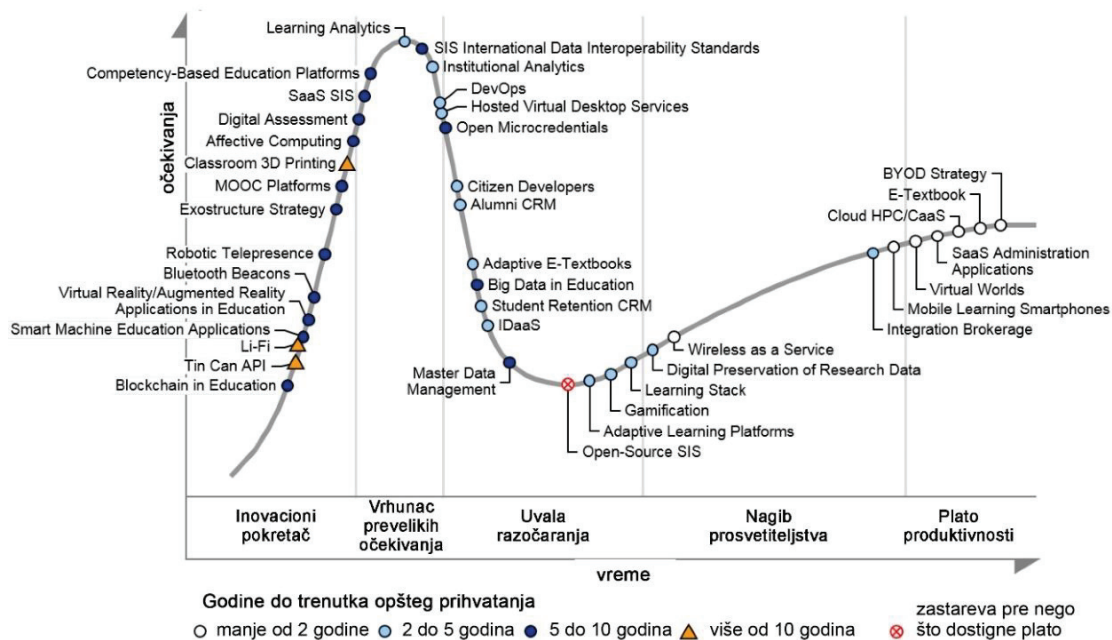 Learning Analytics
SIS International Data Interoperability Standards
Institutional Analytics
Competency-Based Education Platforms
SaaS SIS
DevOps
Hosted Virtual Desktop Services
Digital Assessment
Open Microcredentials
Affective Computing
Classroom 3D Printing
MOOC Platforms
Exostructure Strategy
Citizen Developers
Alumni CRM
Robotic Telepresence
Bluetooth Beacons
Virtual Reality/Augmented Reality
Applications in Education
Smart Machine Education Applications
Li-Fi
Tin Can API
Blockchain in Education
Adaptive E-Textbooks
Big Data in Education
Student Retention CRM
IDaaS
Master Data
Management
Wireless as a Service
Digital Preservation of Research Data
Learning Stack
Gamification
Adaptive Learning Platforms
Open-Source SIS
BYOD Strategy
E-Textbook
Cloud HPC/CaaS
SaaS Administration
Applications
Virtual Worlds
Mobile Learning Smartphones
Integration Brokerage
očekivanja
Inovacioni
pokretač
Vrhunac
prevelikih
očekivanja
Uvala
razočaranja
Nagib
prosvetiteljstva
Plato
produktivnosti
vreme
Godine do trenutka opšteg prihvatanja
manje od 2 godine
2 do 5 godina
5 do 10 godina
više od 10 godina
zastareva pre nego
što dostigne plato